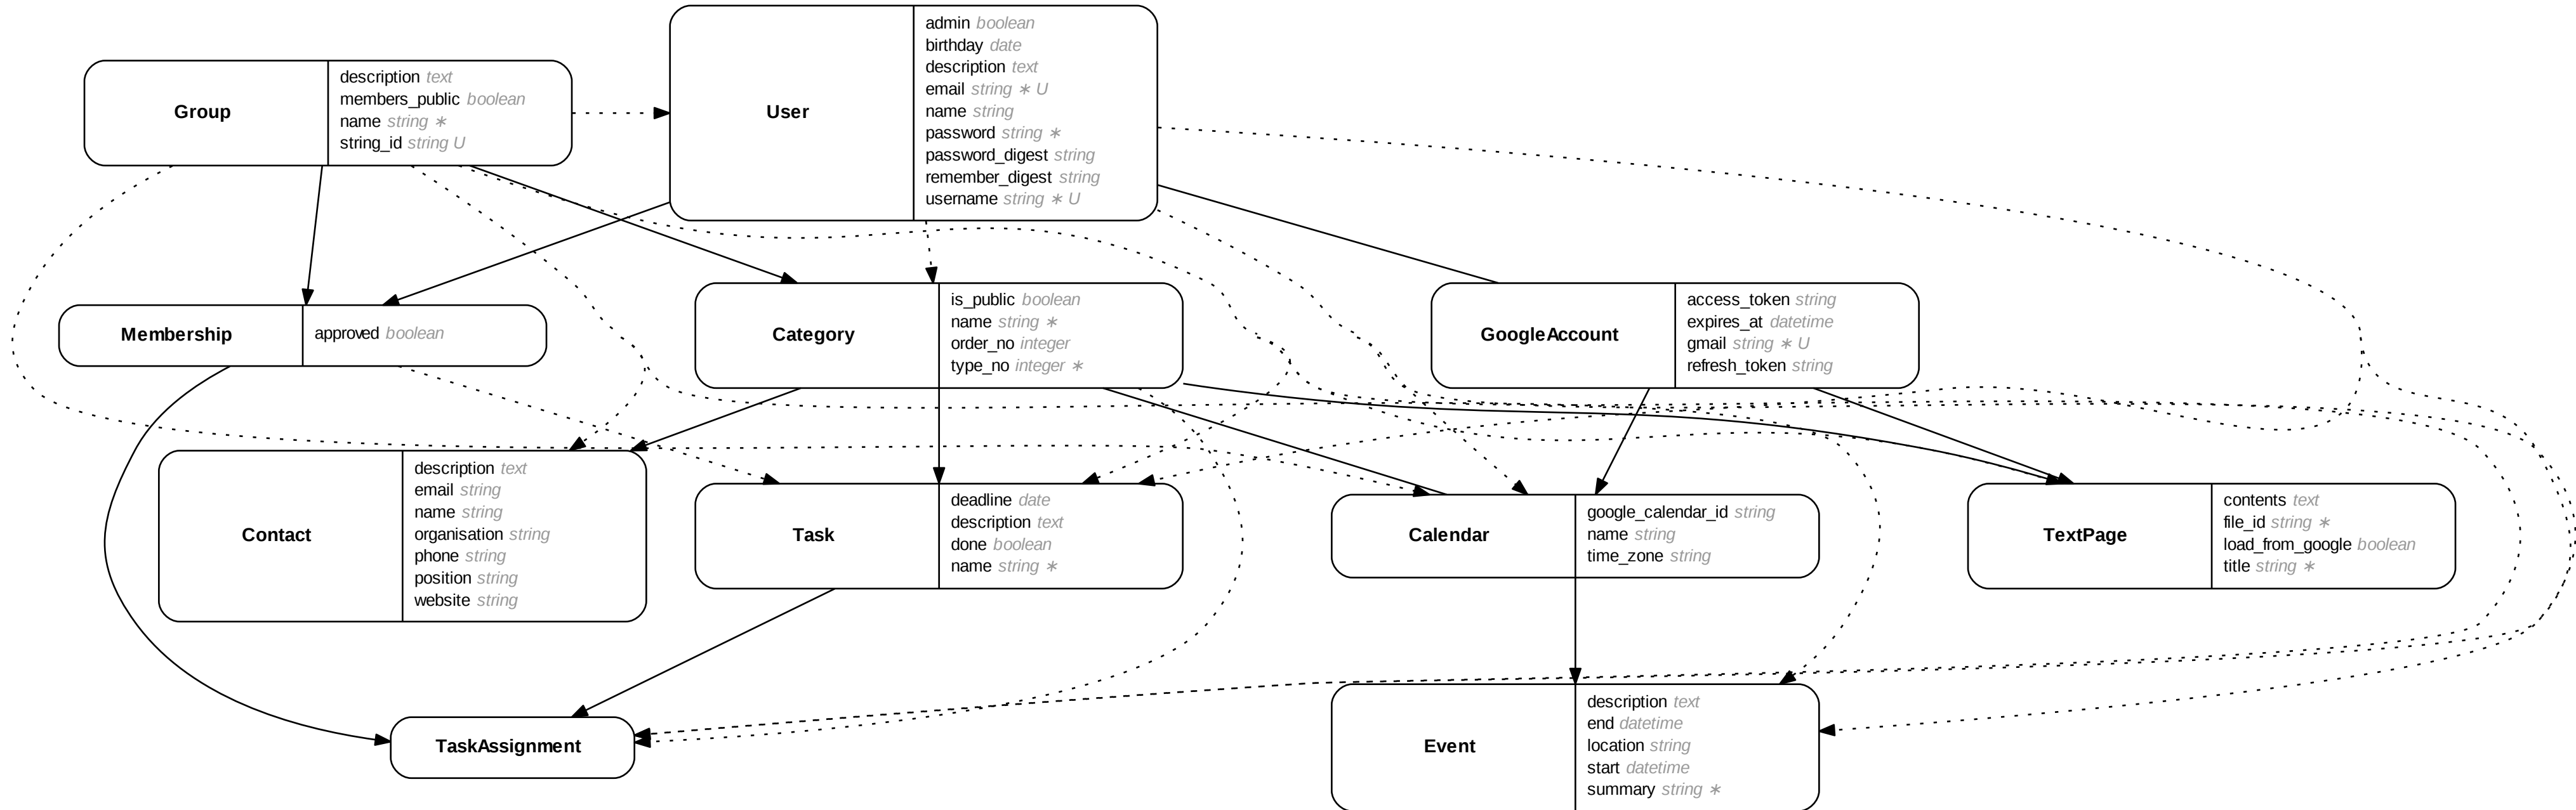 Group
description text
members_public boolean
name string ∗
string_id string U
User
admin boolean
birthday date
description text
email string ∗ U
name string
password string ∗
password_digest string
remember_digest string
username string ∗ U
Membership
approved boolean
Category
is_public boolean
name string ∗
order_no integer
type_no integer ∗
GoogleAccount
access_token string
expires_at datetime
gmail string ∗ U
refresh_token string
Contact
description text
email string
name string
organisation string
phone string
position string
website string
Task
deadline date
description text
done boolean
name string ∗
Calendar
google_calendar_id string
name string
time_zone string
TextPage
contents text
file_id string ∗
load_from_google boolean
title string ∗
TaskAssignment
Event
description text
end datetime
location string
start datetime
summary string ∗